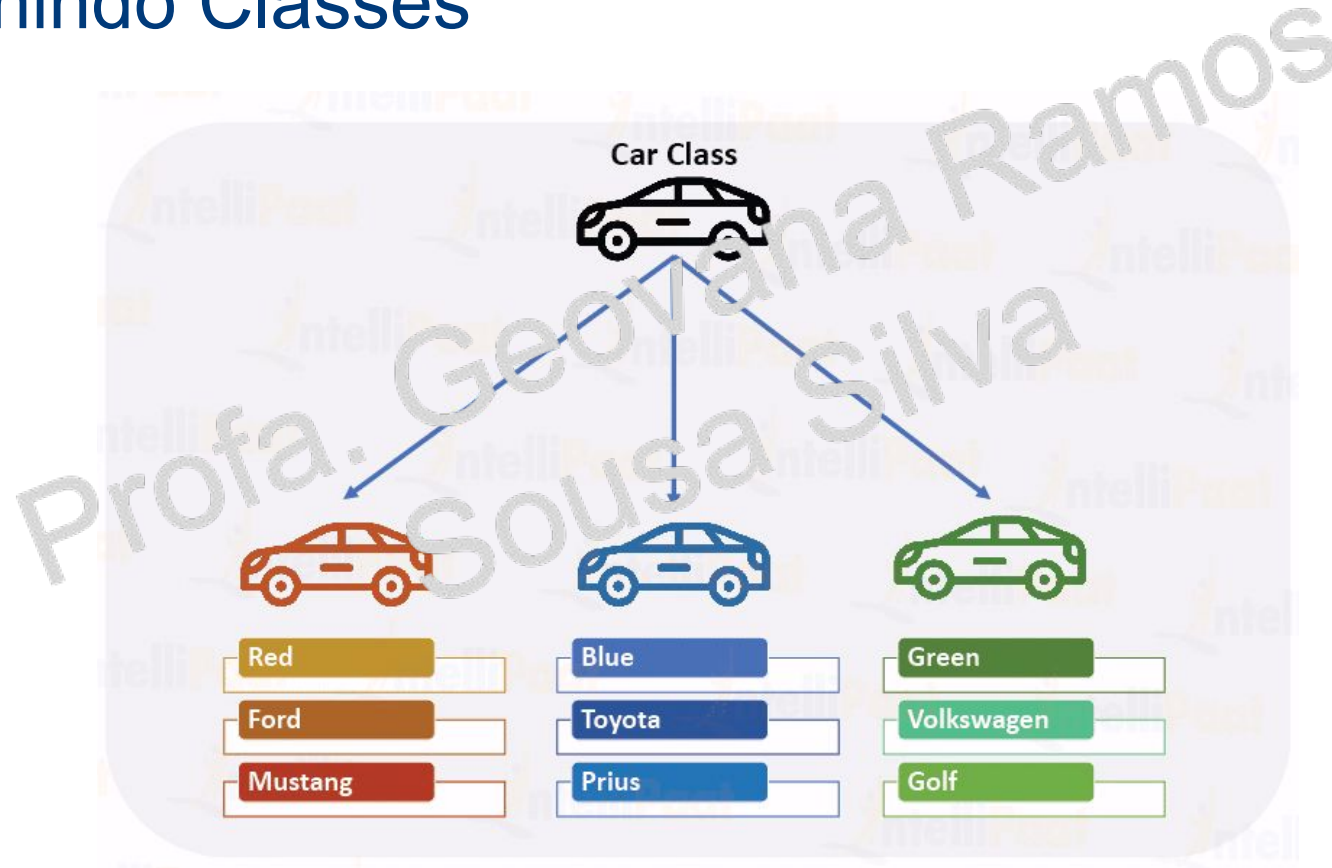 nindo Classes
Car Class
Profa. Geovana Ramos
Sousa Silva
Red
Blue
Green
Ford
Toyota
Volkswagen
Mustang
Prius
Golf